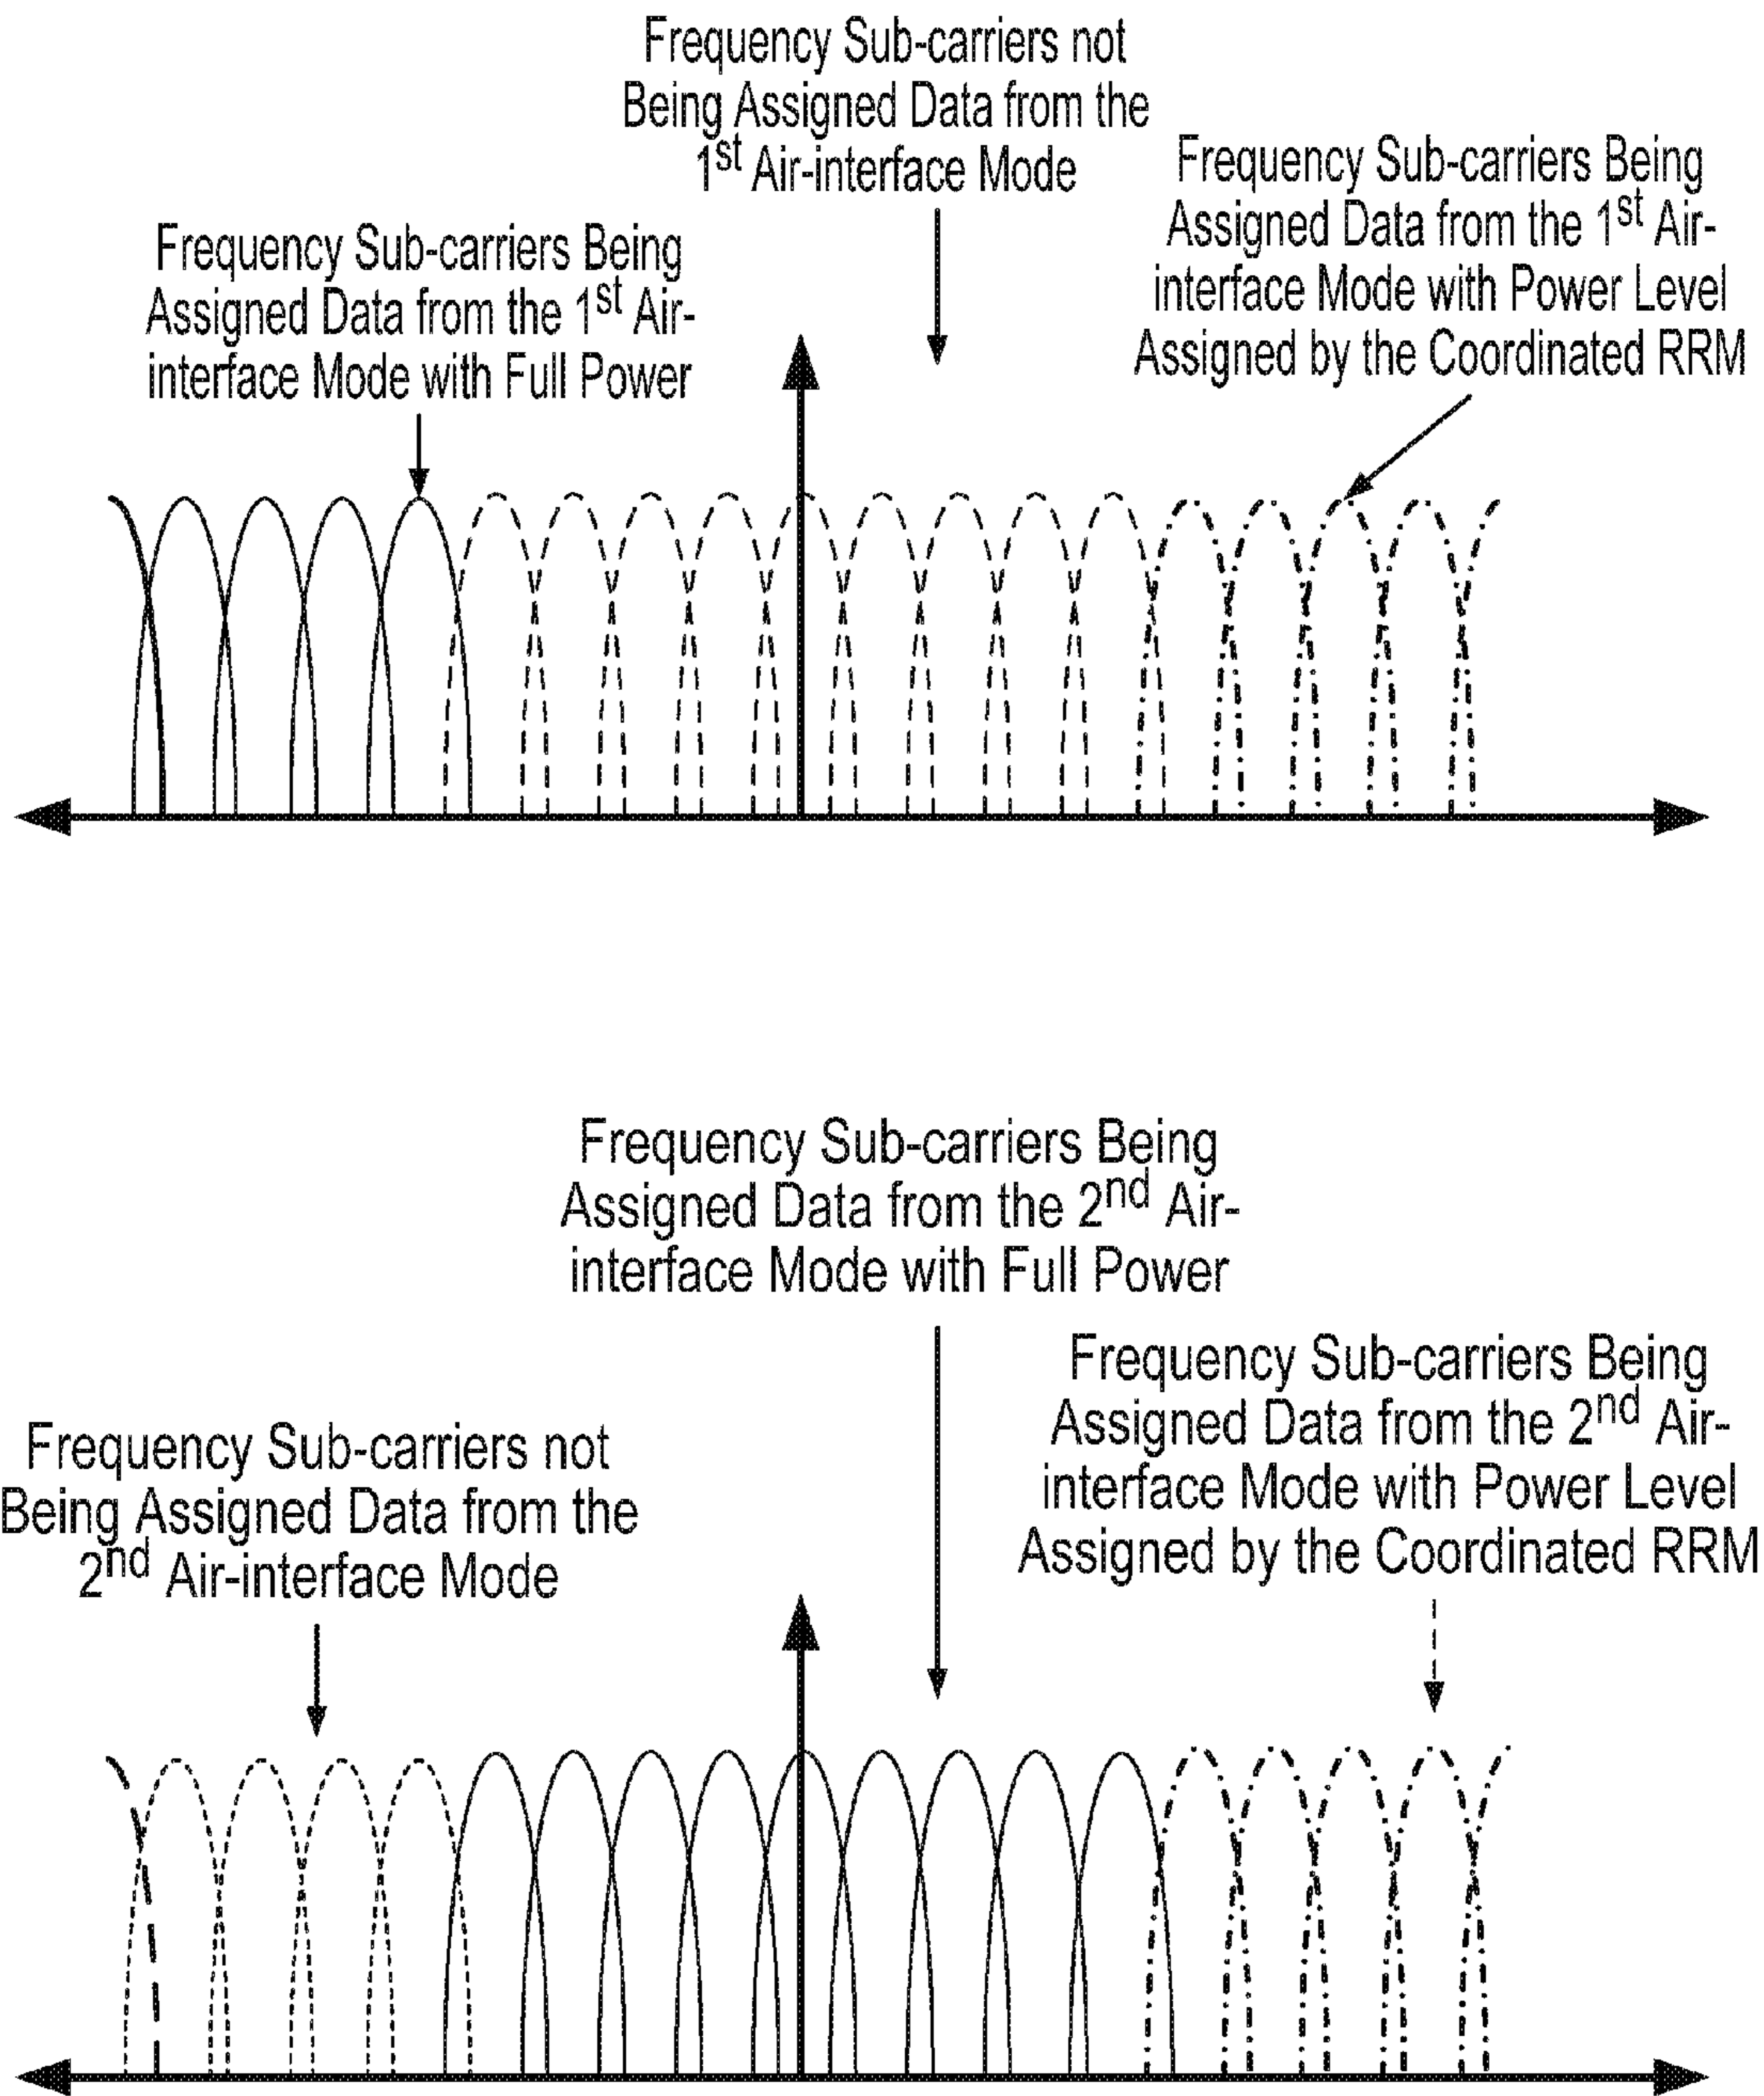 Frequency Sub-carriers not
Being Assigned Data from the
1st Air-interface Mode
Frequency Sub-carriers Being
Assigned Data from the 1st Air-
interface Mode with Power Level
Assigned by the Coordinated RRM
Frequency Sub-carriers Being
Assigned Data from the 1st Air-
interface Mode with Full Power
Frequency Sub-carriers Being
Assigned Data from the 2nd Air-
interface Mode with Full Power
Frequency Sub-carriers Being
Assigned Data from the 2nd Air-
interface Mode with Power Level
Assigned by the Coordinated RRM
Frequency Sub-carriers not
Being Assigned Data from the
2nd Air-interface Mode